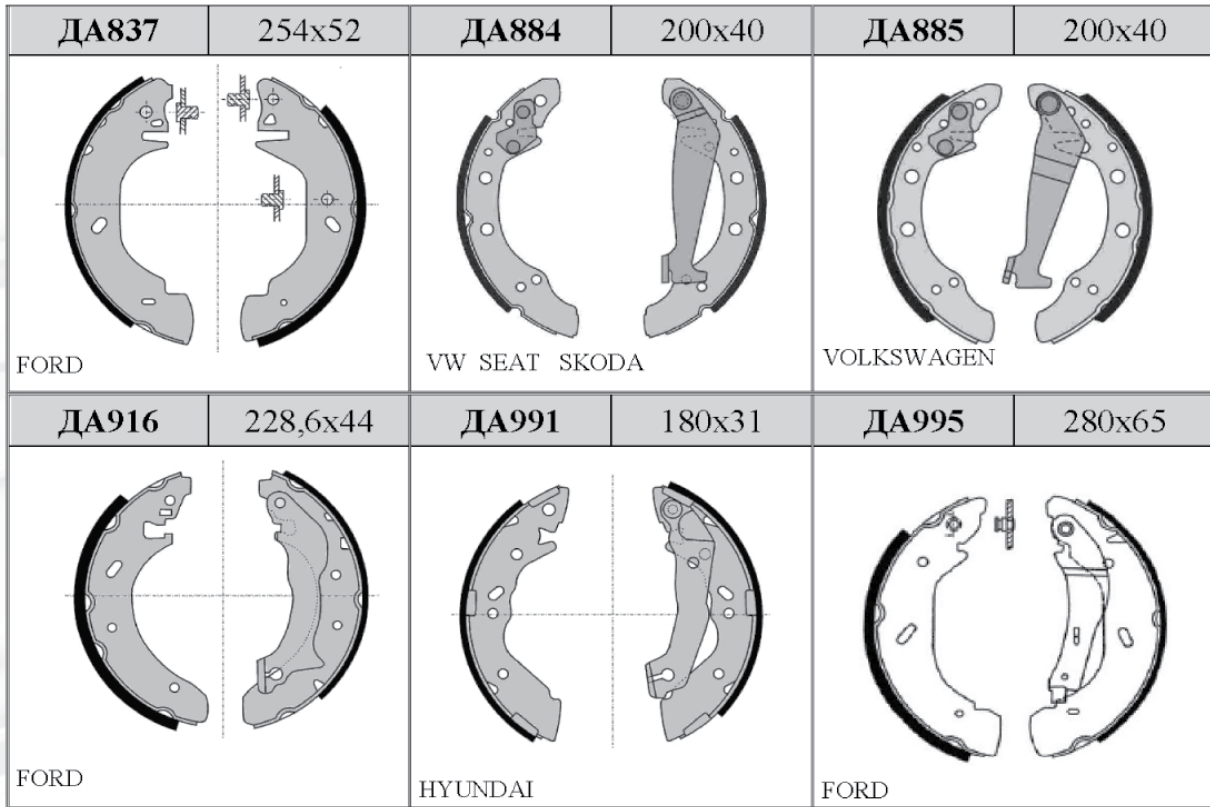 ДА837 254x52 ДА884 200x40 ДА885 200x40
FORD VW SEAT SKODA VOLKSWAGEN
ДА916 228,6x44 ДА991 180x31 ДА995 280x65
FORD HYUNDAI FORD